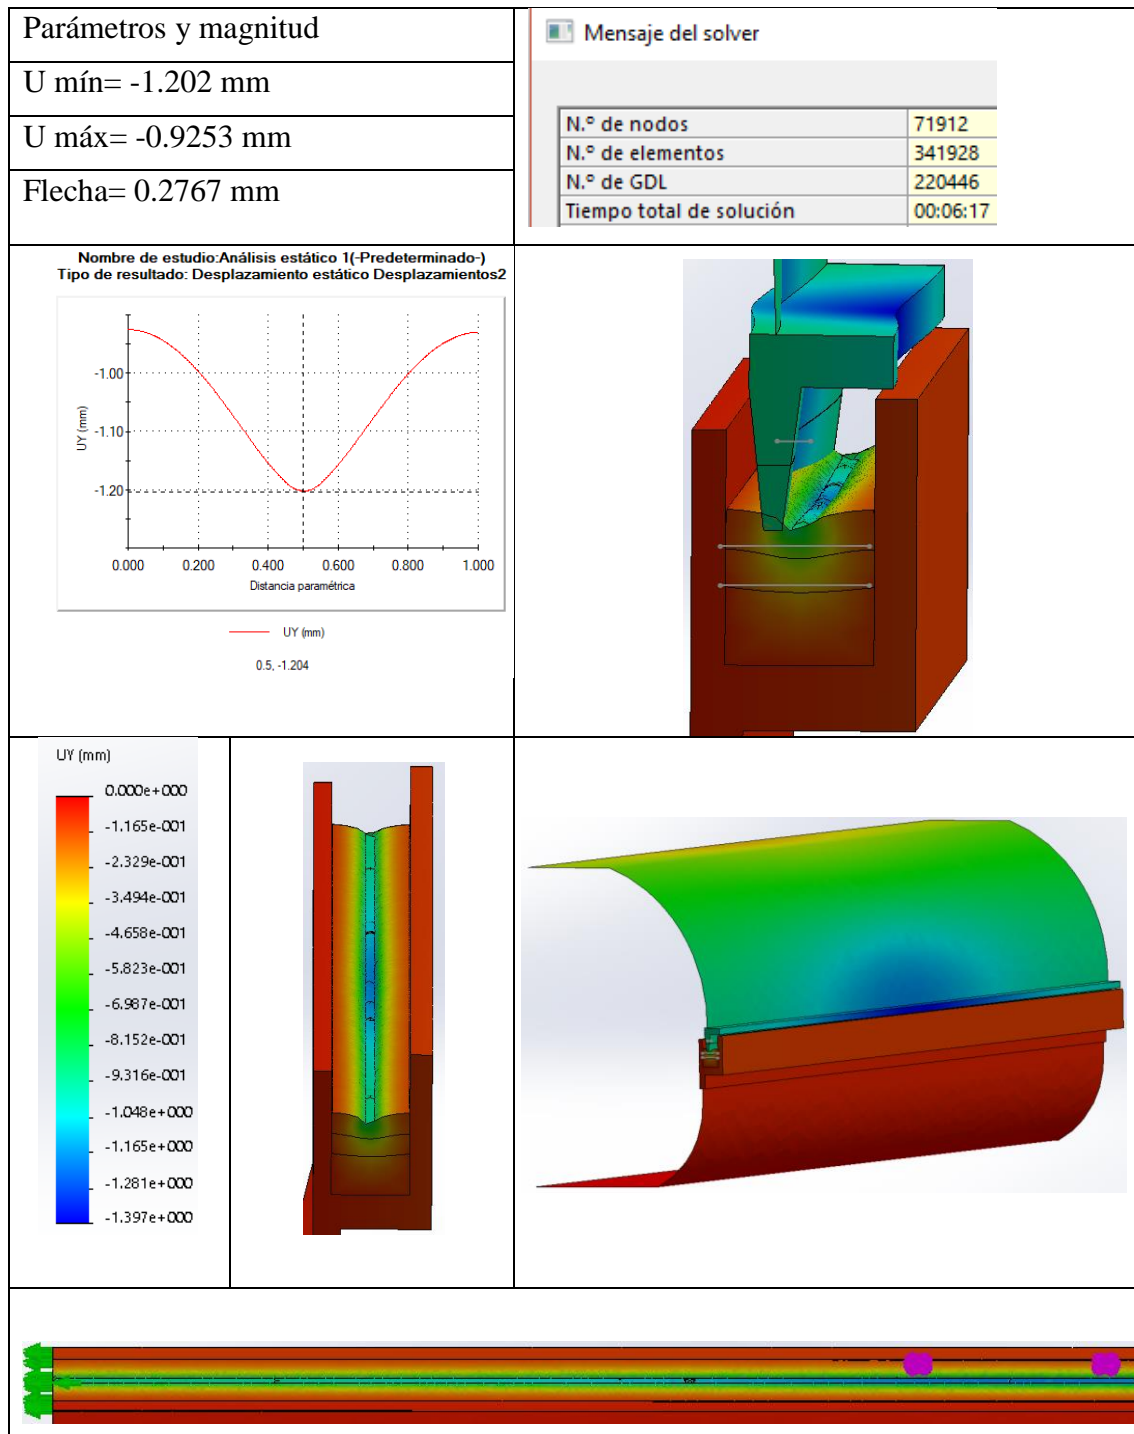 Parámetros y magnitud
U mín= -1.202 mm
U máx= -0.9253 mm
Flecha= 0.2767 mm
Mensaje del solver
N.º de nodos 71912
N.º de elementos 341928
N.º de GDL 220446
Tiempo total de solución 00:06:17
Nombre de estudio:Análisis estático 1(-Predeterminado-)
Tipo de resultado: Desplazamiento estático Desplazamientos2
UY (mm)
-1.00
-1.10
-1.20
0.000 0.200 0.400 0.600 0.800 1.000
Distancia paramétrica
UY (mm)
0.5, -1.204
UY (mm)
0.000e+000
-1.165e-001
-2.329e-001
-3.494e-001
-4.658e-001
-5.823e-001
-6.987e-001
-8.152e-001
-9.316e-001
-1.048e+000
-1.165e+000
-1.281e+000
-1.397e+000